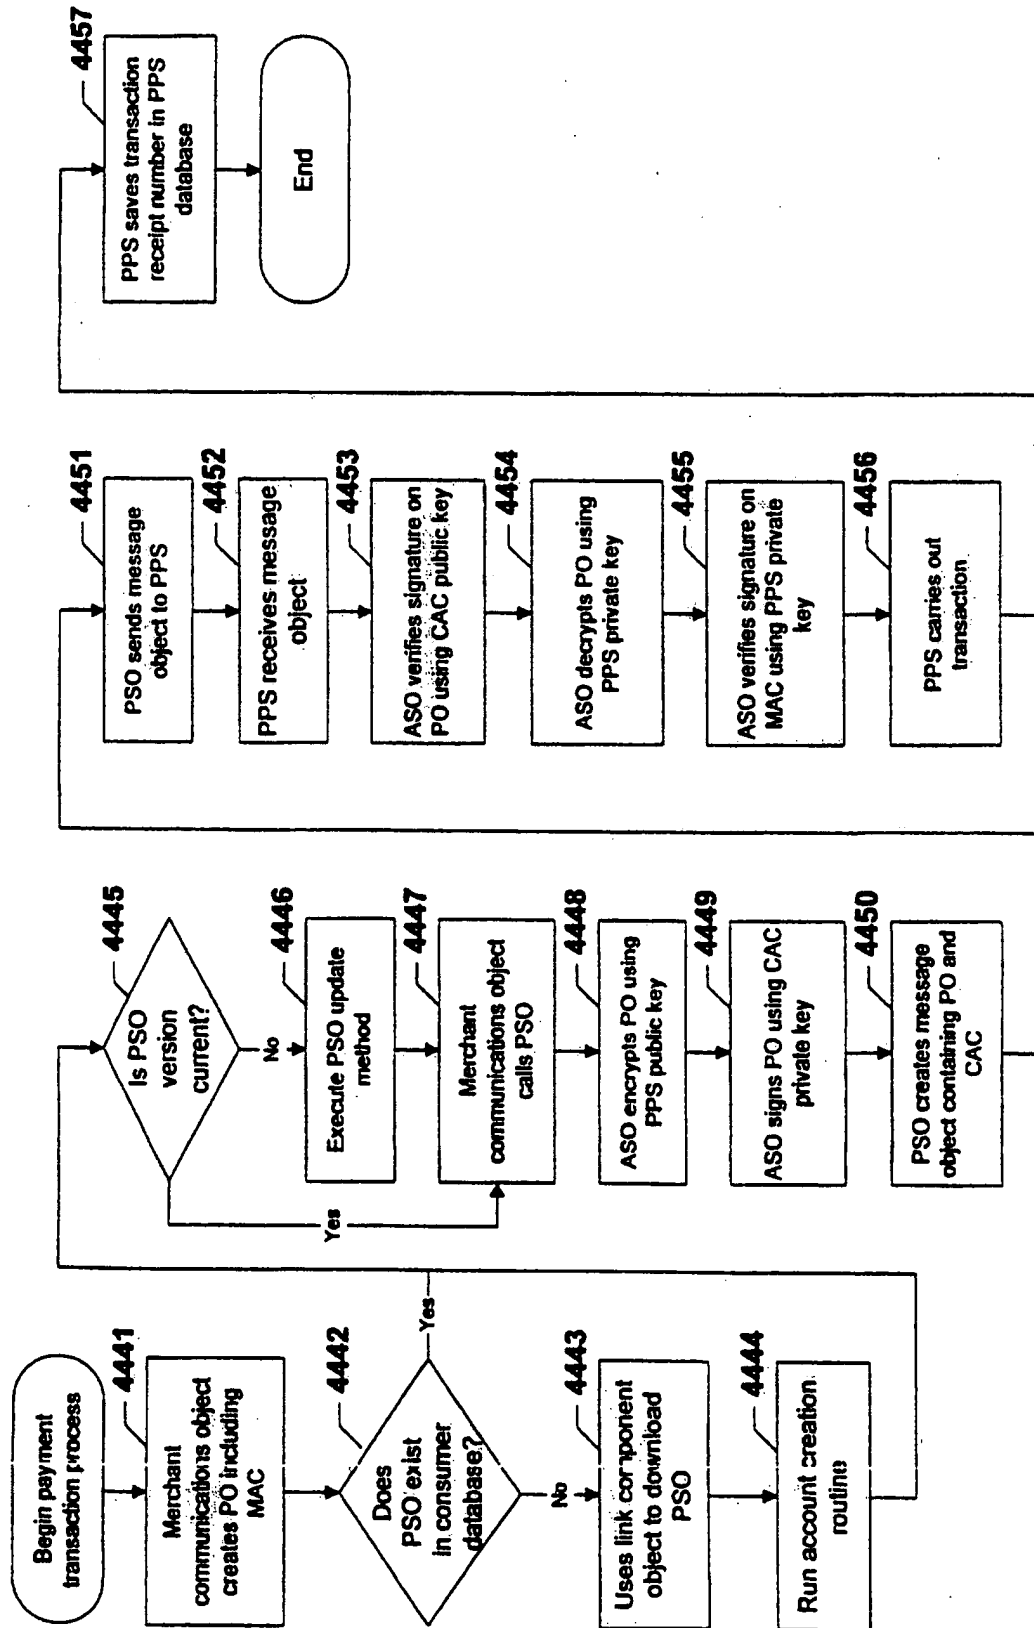 Begin payment
transaction process
4441
Merchant
communications object
creates PO including
MAC
4442
Does
PSO exist
in consumer
database?
Yes
No
4443
Uses link component
object to download
PSO
4444
Run account creation
routine
4445
Is PSO
version
current?
No
Yes
4446
Execute PSO update
method
4447
Merchant
communications object
calls PSO
4448
ASO encrypts PO using
PPS public key
4449
ASO signs PO using CAC
private key
4450
PSO creates message
object containing PO and
CAC
4451
PSO sends message
object to PPS
4452
PPS receives message
object
4453
ASO verifies signature on
PO using CAC public key
4454
ASO decrypts PO using
PPS private key
4455
ASO verifies signature on
MAC using PPS private
key
4456
PPS carries out
transaction
4457
PPS saves transaction
receipt number in PPS
database
End